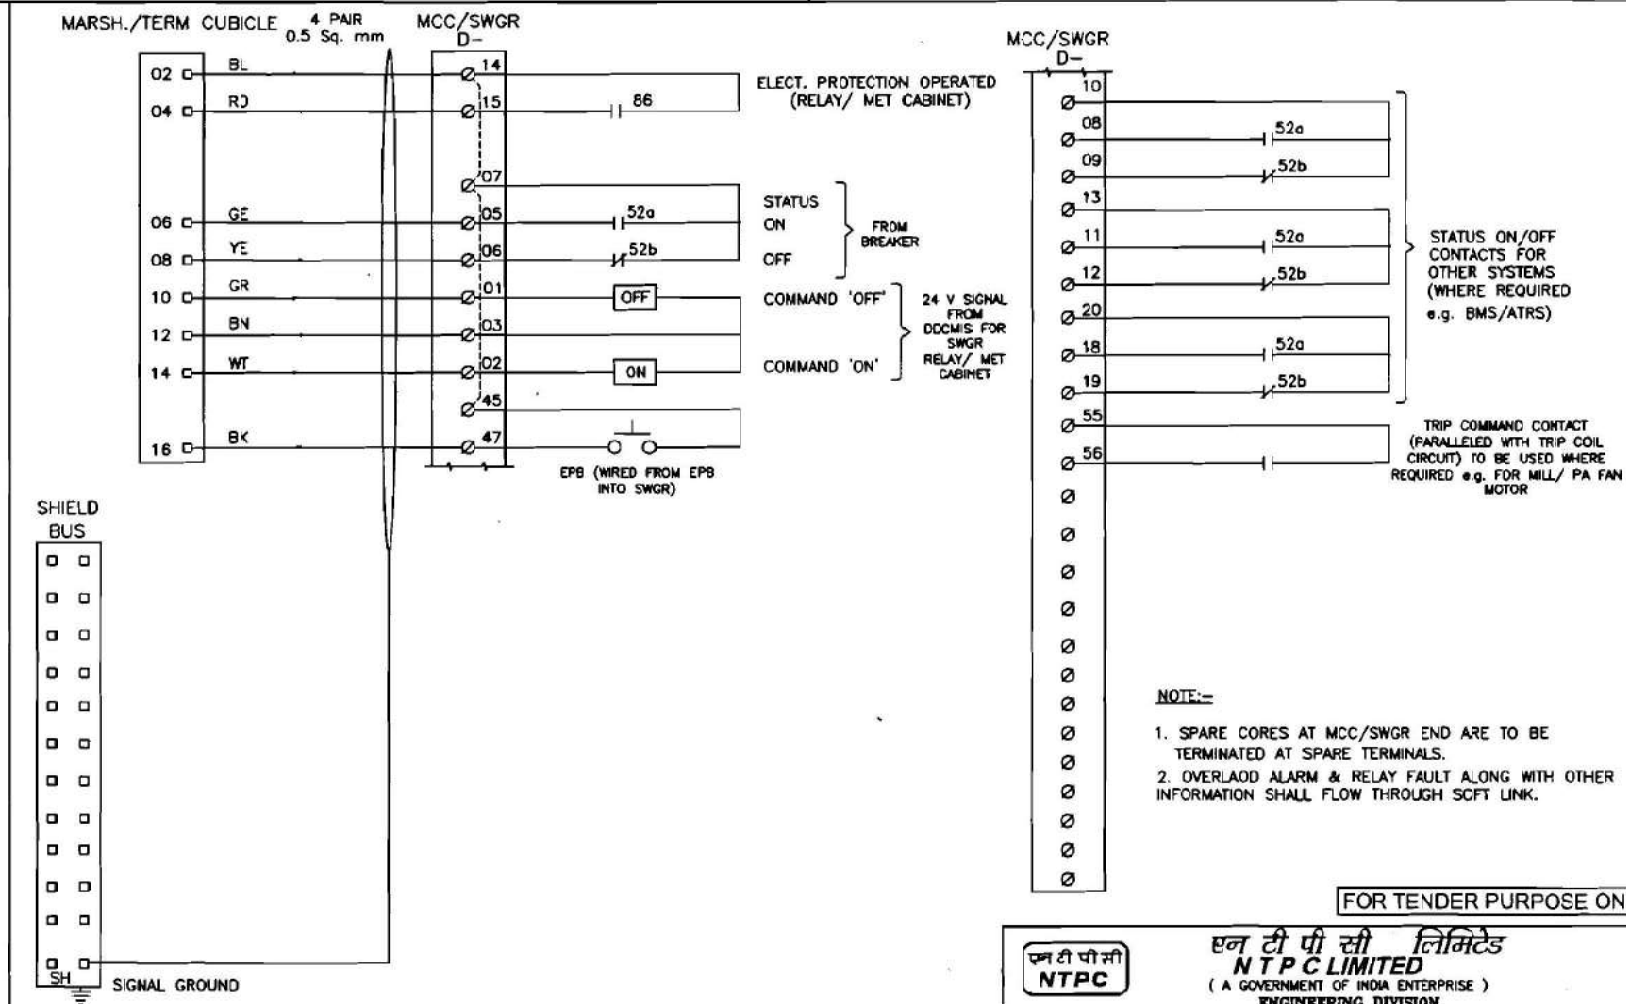 MARSH./TERM CUBICLE
4 PAIR
0.5 Sq. mm
MCC/SWGR
D-
02 BL 14
04 RD 15 86
ELECT. PROTECTION OPERATED
(RELAY/ MET CABINET)
07
STATUS
06 GE 05 52a ON
08 YE 06 52b OFF
FROM
BREAKER
10 GR 01 OFF COMMAND 'OFF'
12 BN 03
14 WT 02 ON COMMAND 'ON'
24 V SIGNAL
FROM
DDCMIS FOR
SWGR
RELAY/ MET
CABINET
45
16 BK 47
EPB (WIRED FROM EPB
INTO SWGR)
SHIELD
BUS
SH
SIGNAL GROUND
MCC/SWGR
D-
10
08 52a
09 52b
13
11 52a
12 52b
20
18 52a
19 52b
STATUS ON/OFF
CONTACTS FOR
OTHER SYSTEMS
(WHERE REQUIRED
e.g. BMS/ATRS)
55
56
TRIP COMMAND CONTACT
(PARALLELED WITH TRIP COIL
CIRCUIT) TO BE USED WHERE
REQUIRED e.g. FOR MILL/ PA FAN
MOTOR
NOTE:-
1. SPARE CORES AT MCC/SWGR END ARE TO BE
TERMINATED AT SPARE TERMINALS.
2. OVERLAOD ALARM & RELAY FAULT ALONG WITH OTHER
INFORMATION SHALL FLOW THROUGH SOFT LINK.
FOR TENDER PURPOSE ON
एन टी पी सी
NTPC
एन टी पी सी लिमिटेड
N T P C LIMITED
( A GOVERNMENT OF INDIA ENTERPRISE )
ENGINEERING DIVISION